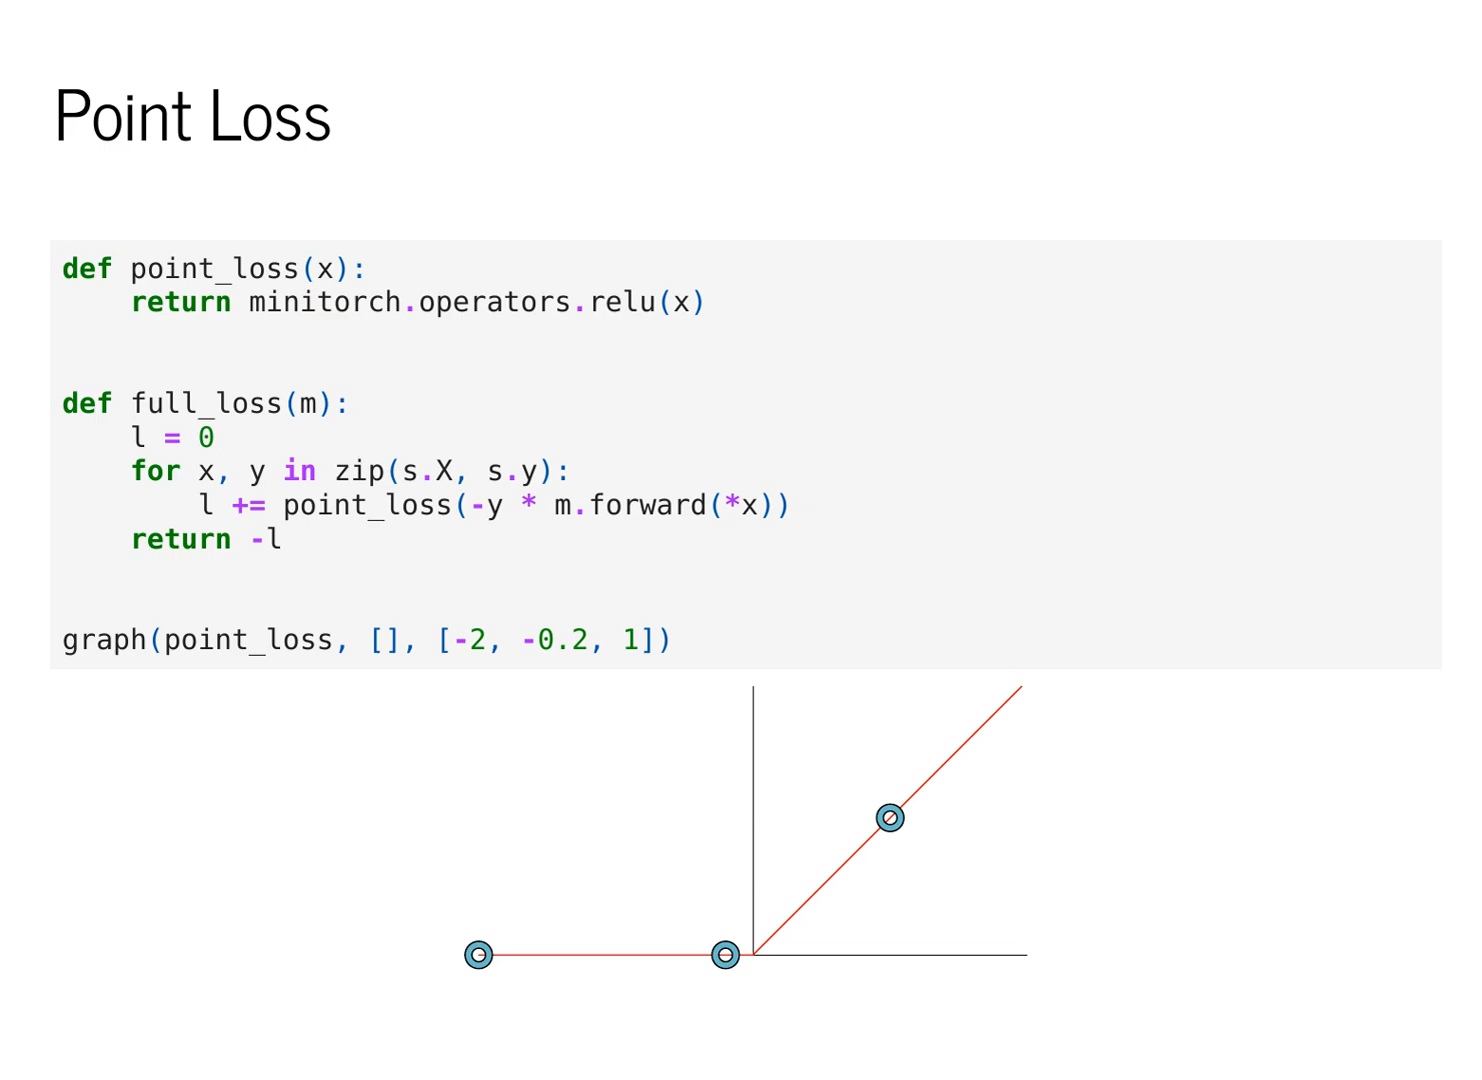 Point Loss
def point_loss(x):
    return minitorch.operators.relu(x)
def full_loss(m):
    l = 0
    for x, y in zip(s.X, s.y):
        l += point_loss(-y * m.forward(*x))
    return -l
graph(point_loss, [], [-2, -0.2, 1])